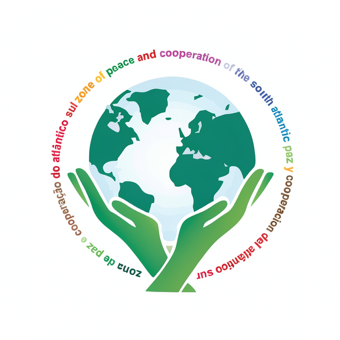 zona de paz e cooperação do atlântico sul zone of peace and cooperation of the south atlantic paz y cooperacion del atlántico sur